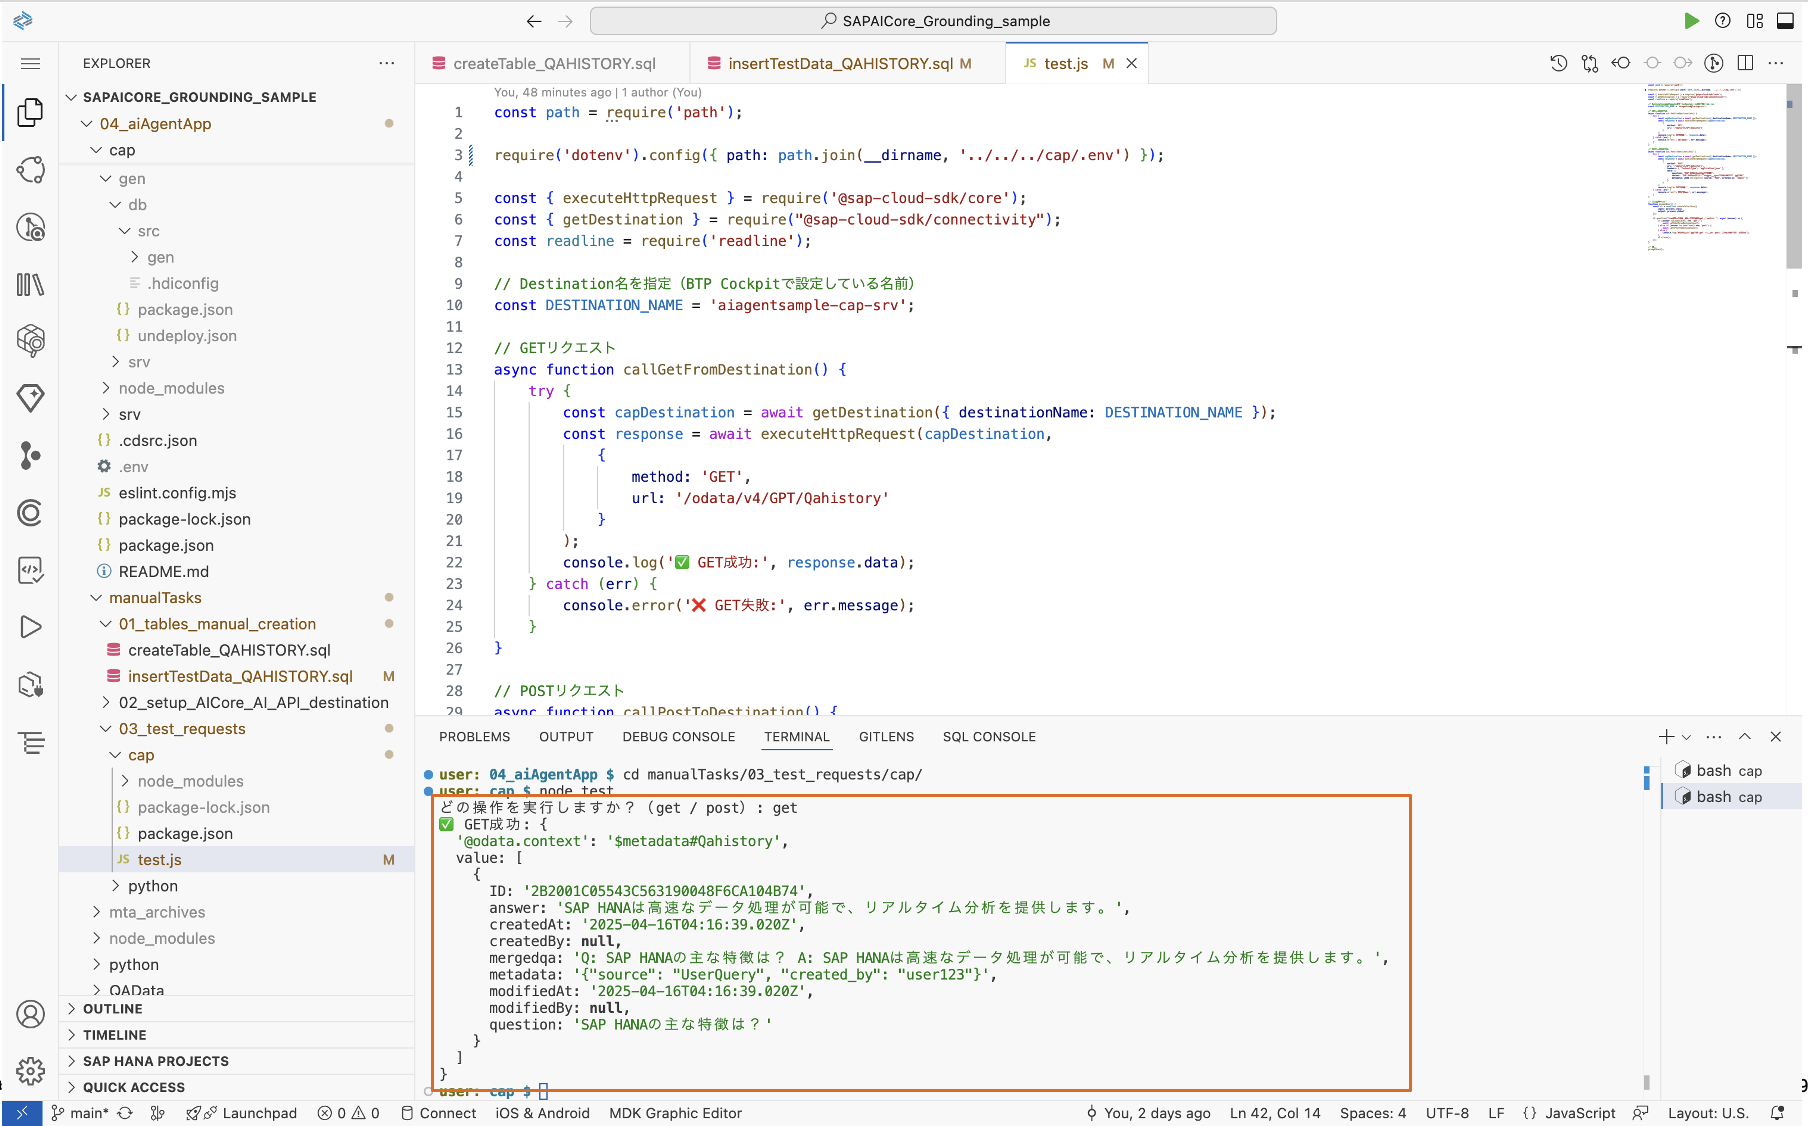 SAPAICore_Grounding_sample
EXPLORER
SAPAICORE_GROUNDING_SAMPLE
04_aiAgentApp
cap
gen
db
src
gen
.hdiconfig
package.json
undeploy.json
srv
node_modules
srv
.cdsrc.json
.env
eslint.config.mjs
package-lock.json
package.json
README.md
manualTasks
01_tables_manual_creation
createTable_QAHISTORY.sql
insertTestData_QAHISTORY.sql M
02_setup_AICore_AI_API_destination
03_test_requests
cap
node_modules
package-lock.json
package.json
JS test.js M
python
mta_archives
node_modules
python
QAData
OUTLINE
TIMELINE
SAP HANA PROJECTS
QUICK ACCESS
createTable_QAHISTORY.sql
insertTestData_QAHISTORY.sql M
JS test.js M
You, 48 minutes ago | 1 author (You)
1 const path = require('path');
2
3 require('dotenv').config({ path: path.join(__dirname, '../../../cap/.env') });
4
5 const { executeHttpRequest } = require('@sap-cloud-sdk/core');
6 const { getDestination } = require("@sap-cloud-sdk/connectivity");
7 const readline = require('readline');
8
9 // Destination名を指定（BTP Cockpitで設定している名前）
10 const DESTINATION_NAME = 'aiagentsample-cap-srv';
11
12 // GETリクエスト
13 async function callGetFromDestination() {
14 try {
15 const capDestination = await getDestination({ destinationName: DESTINATION_NAME });
16 const response = await executeHttpRequest(capDestination,
17 {
18 method: 'GET',
19 url: '/odata/v4/GPT/Qahistory'
20 }
21 );
22 console.log('✅ GET成功:', response.data);
23 } catch (err) {
24 console.error('❌ GET失敗:', err.message);
25 }
26 }
27
28 // POSTリクエスト
29 async function callPostToDestination() {
PROBLEMS OUTPUT DEBUG CONSOLE TERMINAL GITLENS SQL CONSOLE
user: 04_aiAgentApp $ cd manualTasks/03_test_requests/cap/
user: cap $ node test
どの操作を実行しますか？（get / post）: get
✅ GET成功: {
'@odata.context': '$metadata#Qahistory',
value: [
{
ID: '2B2001C05543C563190048F6CA104B74',
answer: 'SAP HANAは高速なデータ処理が可能で、リアルタイム分析を提供します。',
createdAt: '2025-04-16T04:16:39.020Z',
createdBy: null,
mergedqa: 'Q: SAP HANAの主な特徴は？ A: SAP HANAは高速なデータ処理が可能で、リアルタイム分析を提供します。',
metadata: '{"source": "UserQuery", "created_by": "user123"}',
modifiedAt: '2025-04-16T04:16:39.020Z',
modifiedBy: null,
question: 'SAP HANAの主な特徴は？'
}
]
}
user: cap $
bash cap
bash cap
main* Launchpad 0 0 Connect iOS & Android MDK Graphic Editor You, 2 days ago Ln 42, Col 14 Spaces: 4 UTF-8 LF {} JavaScript Layout: U.S.